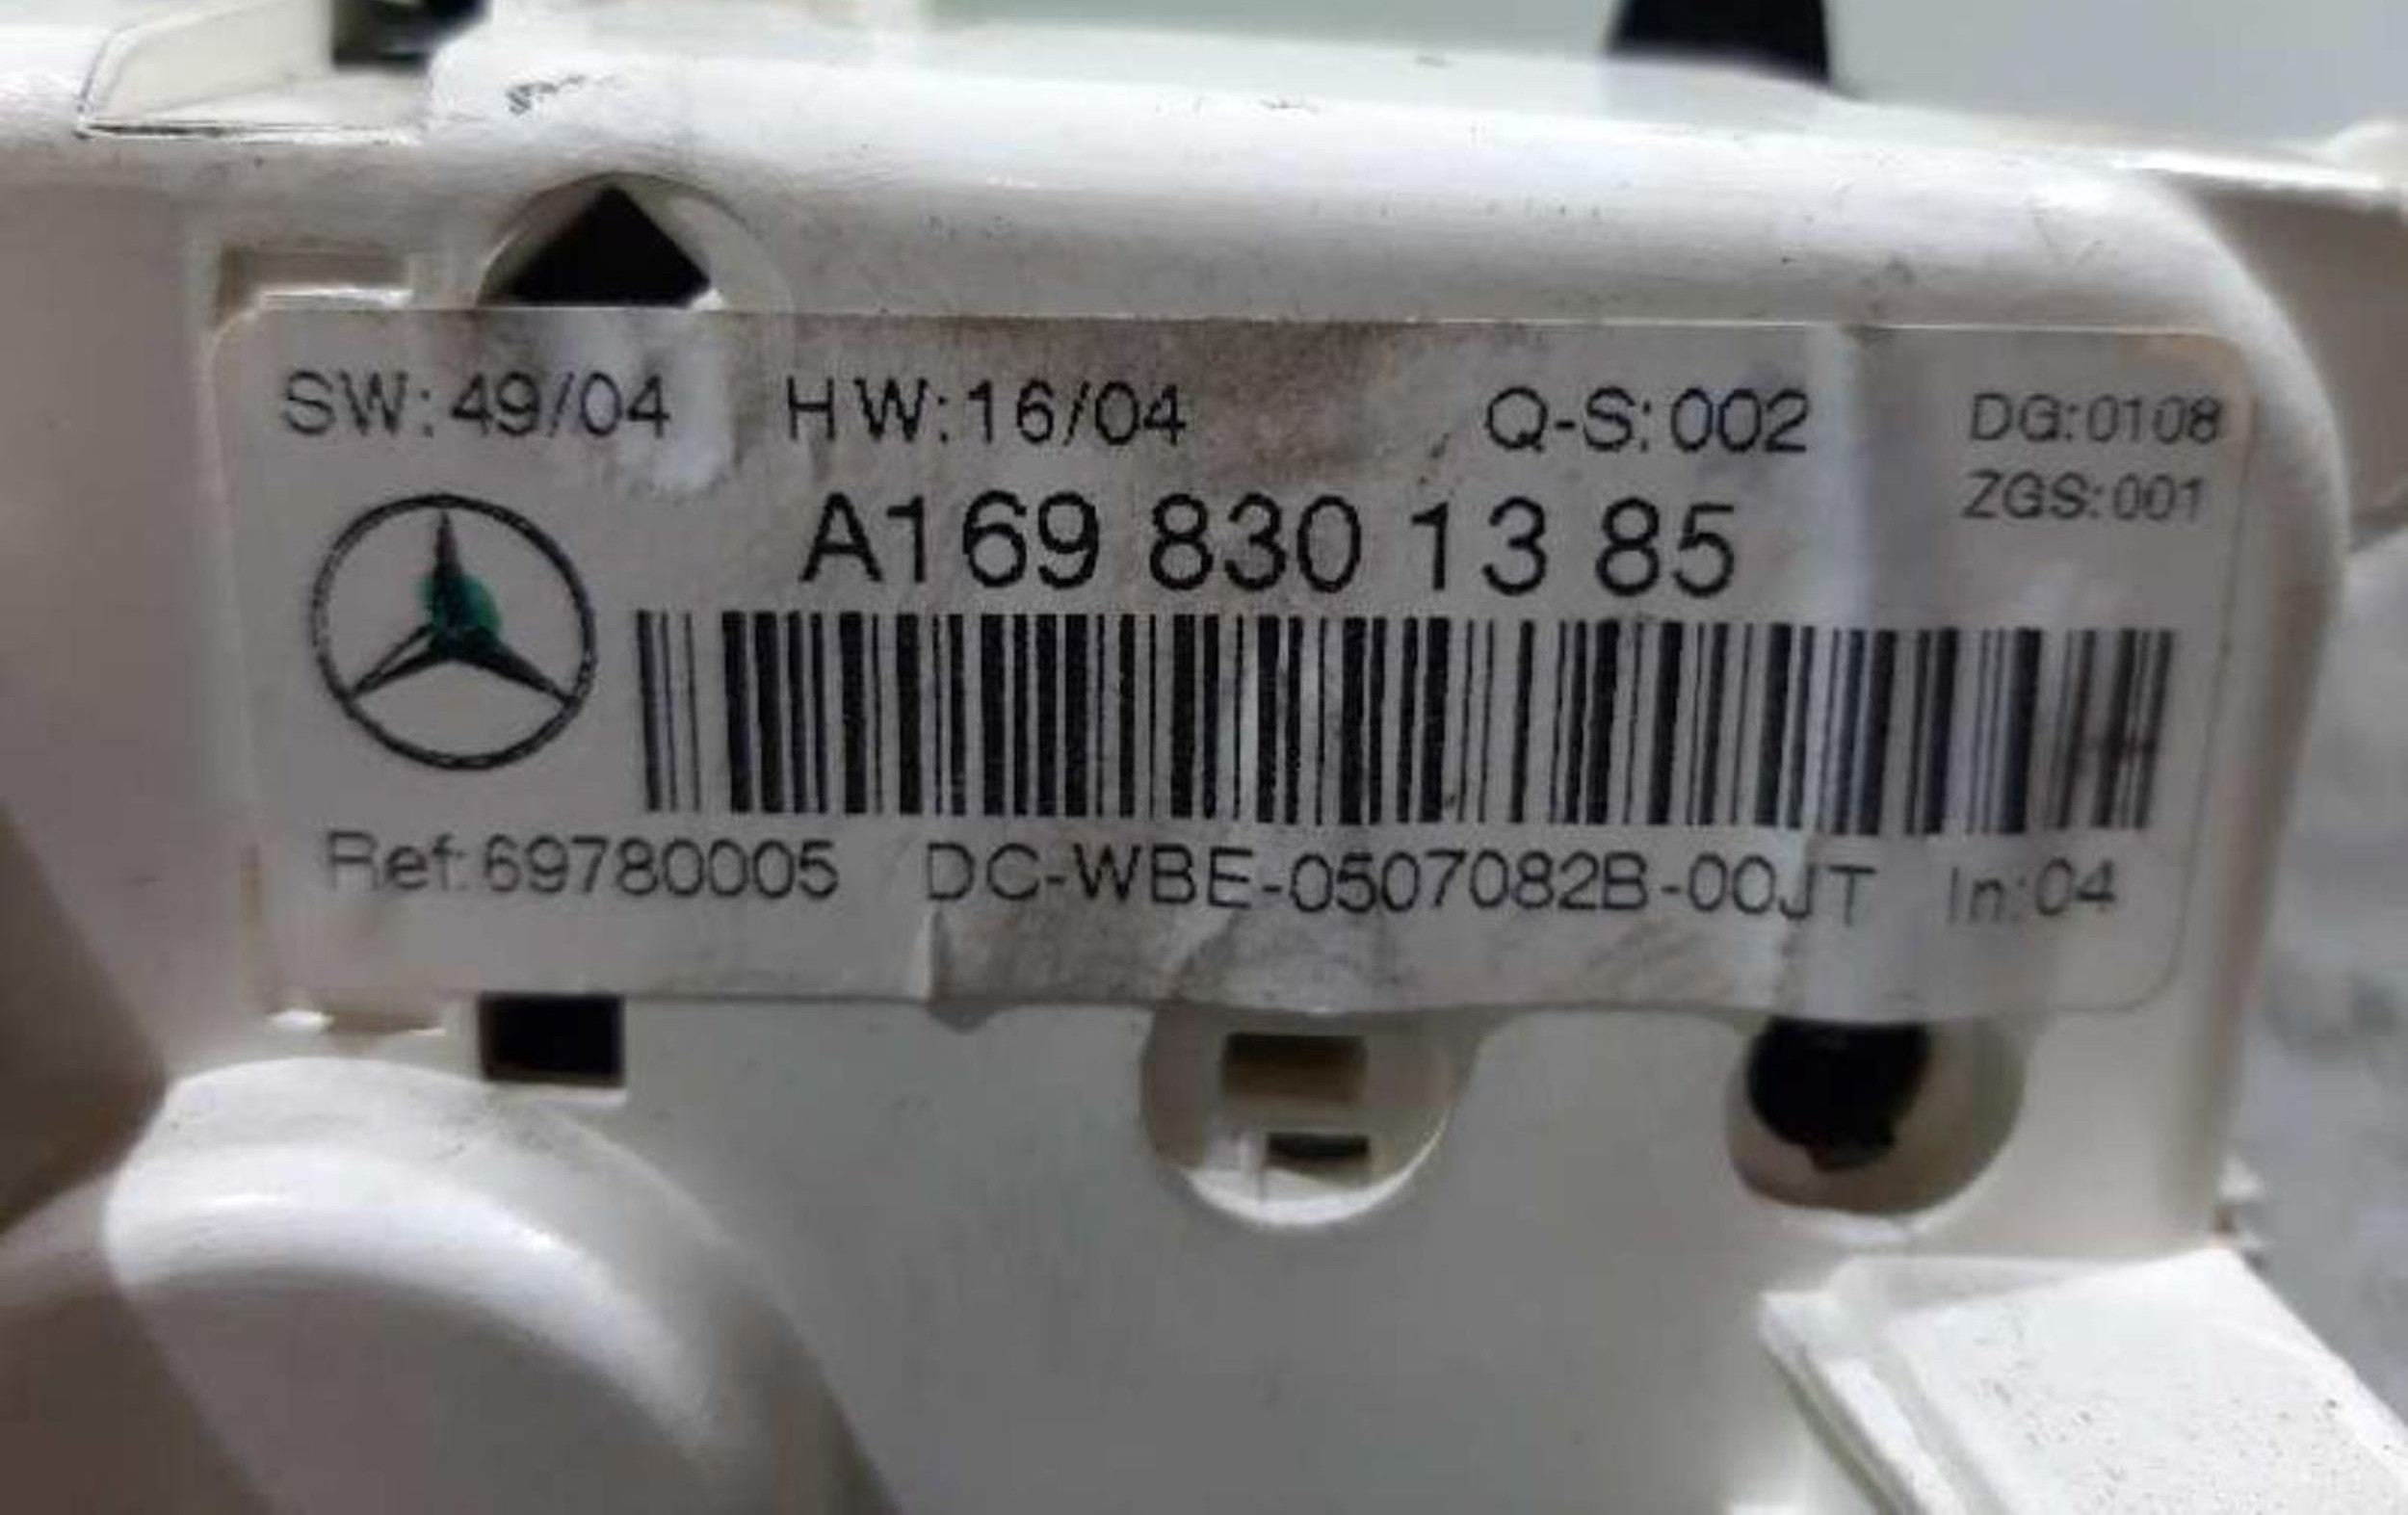 SW:49/04 HW:16/04 Q-S:002 DG:0108
ZGS:001
A169 830 13 85
Ref:69780005 DC-WBE-0507082B-00JT In:04